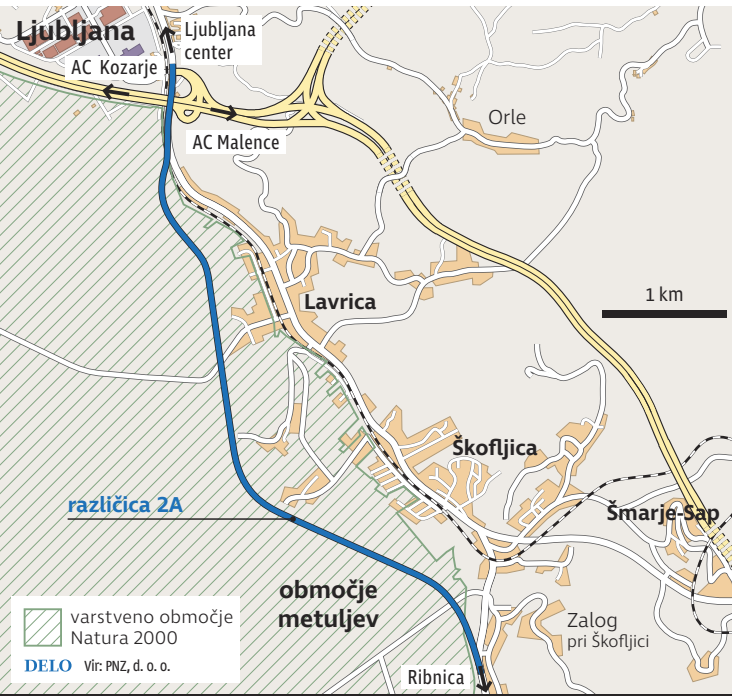 Ljubljana
Ljubljana
center
AC Kozarje
AC Malence
Orle
1 km
Lavrica
Škofljica
različica 2A
Šmarje-Sap
območje
metuljev
varstveno območje
Natura 2000
Zalog
pri Škofljici
DELO Vir: PNZ, d. o. o.
Ribnica